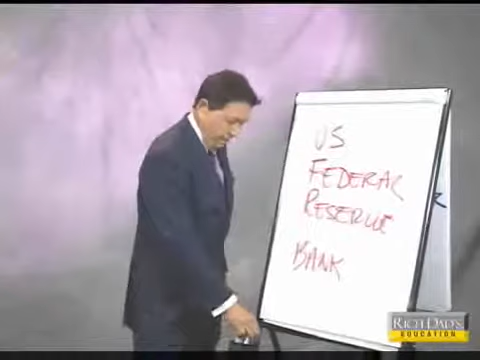 US
FEDERAL
RESERVE
BANK
RICH DAD'S
EDUCATION